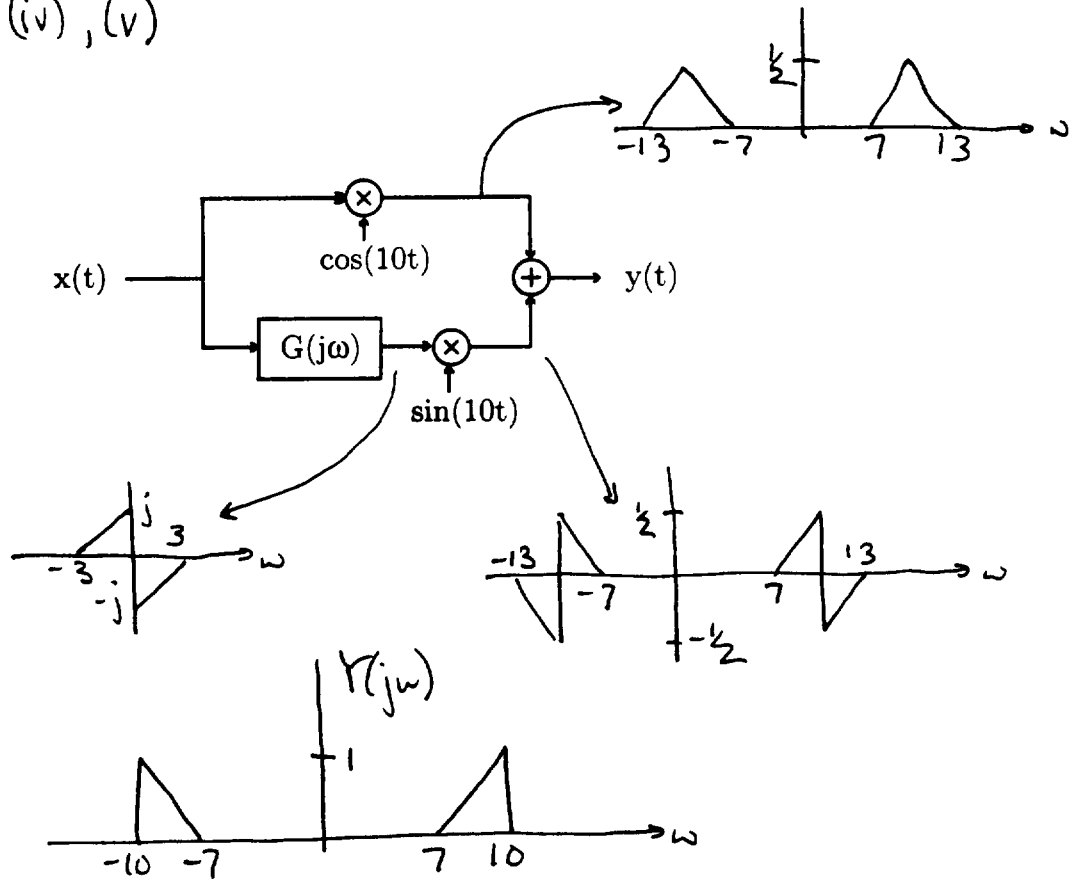 (iv), (v)
1/2
-13 -7 7 13 ω
×
cos(10t)
x(t)
+
y(t)
G(jω)
×
sin(10t)
j
3
-3
ω
-j
1/2
-13
13
-7
7
ω
-1/2
Y(jω)
1
ω
-10 -7 7 10